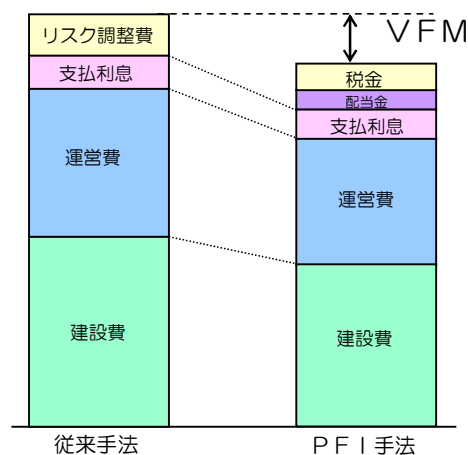 ＶＦＭ
リスク調整費
支払利息
運営費
建設費
税金
配当金
支払利息
運営費
建設費
従来手法
ＰＦＩ手法